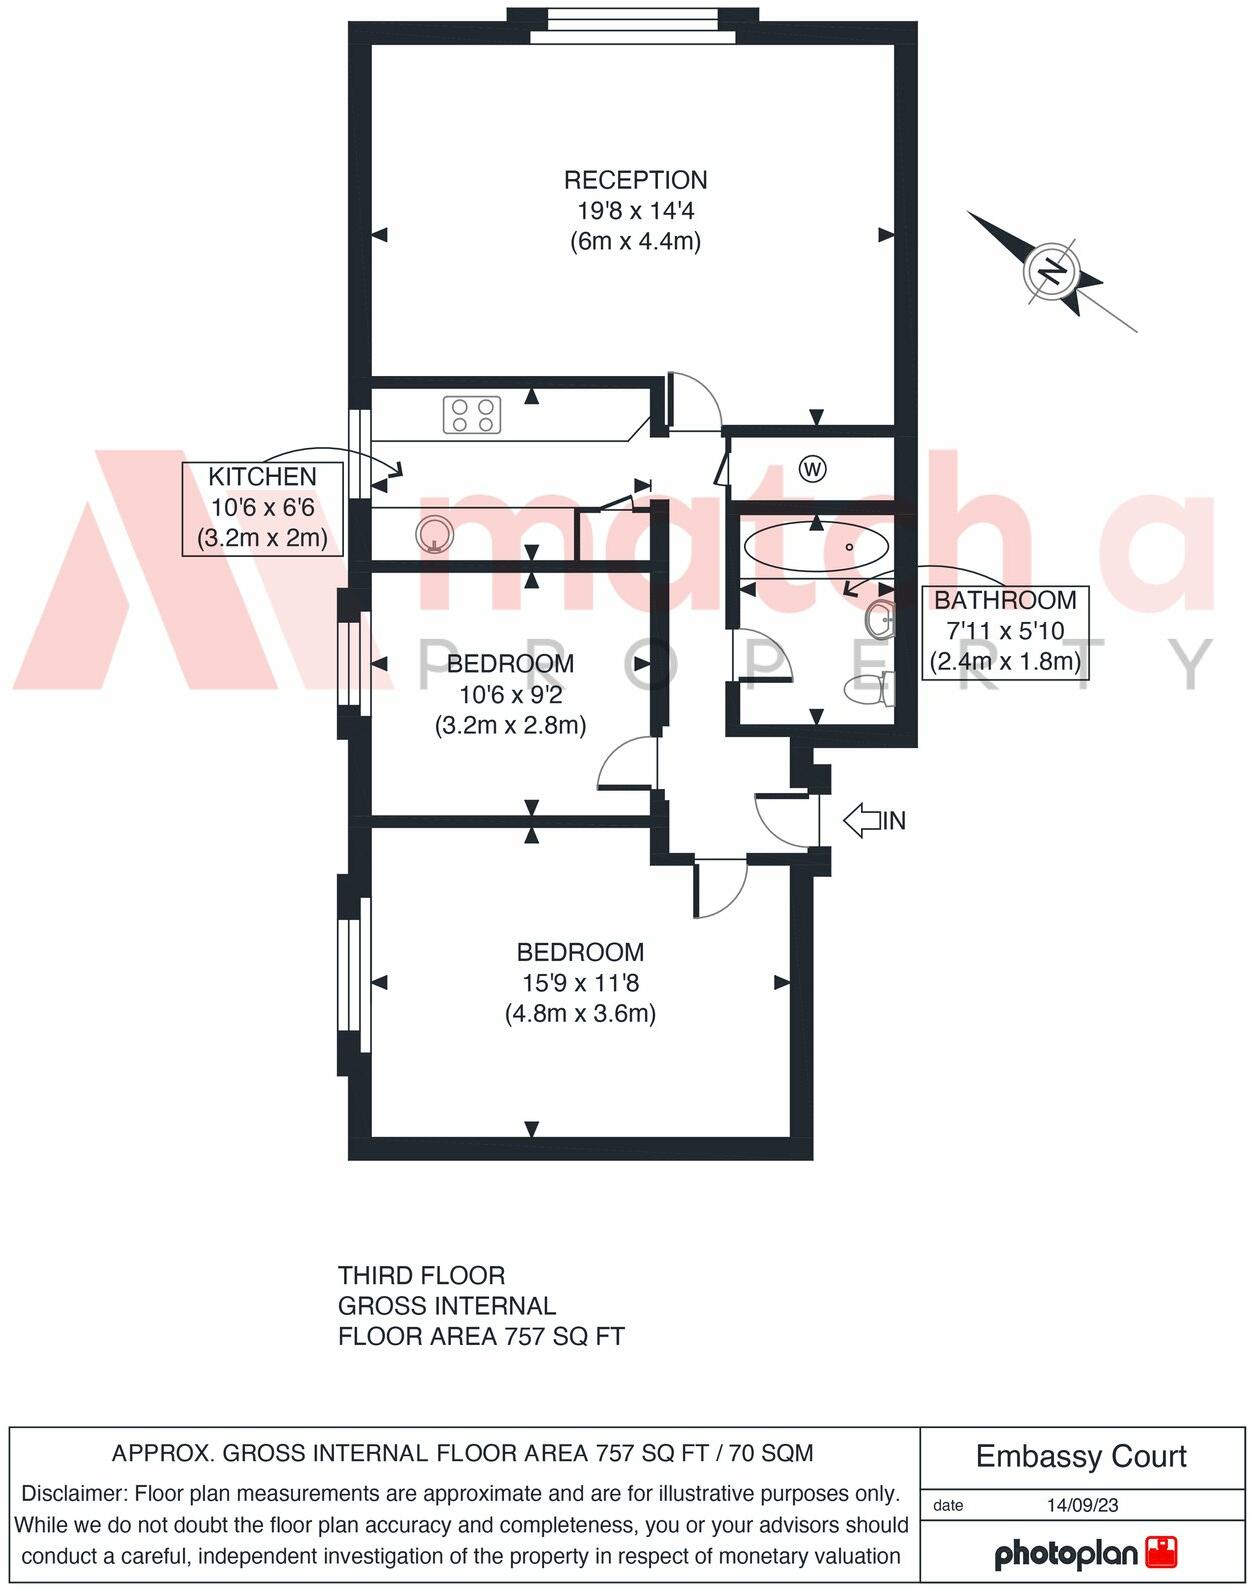 RECEPTION
19'8 x 14'4
(6m x 4.4m)
N
KITCHEN
10'6 x 6'6
(3.2m x 2m)
W
match a
PROPERTY
BATHROOM
7'11 x 5'10
(2.4m x 1.8m)
BEDROOM
10'6 x 9'2
(3.2m x 2.8m)
IN
BEDROOM
15'9 x 11'8
(4.8m x 3.6m)
THIRD FLOOR
GROSS INTERNAL
FLOOR AREA 757 SQ FT
APPROX. GROSS INTERNAL FLOOR AREA 757 SQ FT / 70 SQM
Disclaimer: Floor plan measurements are approximate and are for illustrative purposes only.
While we do not doubt the floor plan accuracy and completeness, you or your advisors should
conduct a careful, independent investigation of the property in respect of monetary valuation
Embassy Court
date 14/09/23
photoplan